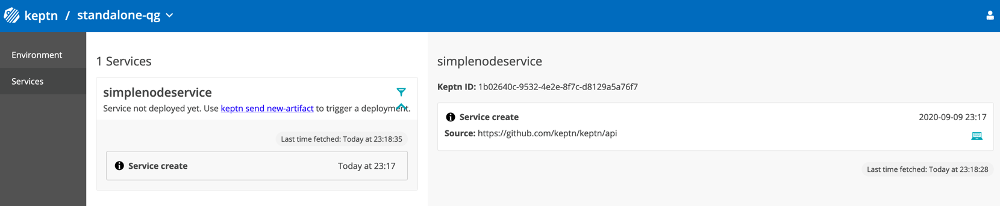 keptn / standalone-qg
Environment
Services
1 Services
simplenodeservice
Service not deployed yet. Use keptn send new-artifact to trigger a deployment.
Last time fetched: Today at 23:18:35
Service create Today at 23:17
simplenodeservice
Keptn ID: 1b02640c-9532-4e2e-8f7c-d8129a5a76f7
Service create 2020-09-09 23:17
Source: https://github.com/keptn/keptn/api
Last time fetched: Today at 23:18:28